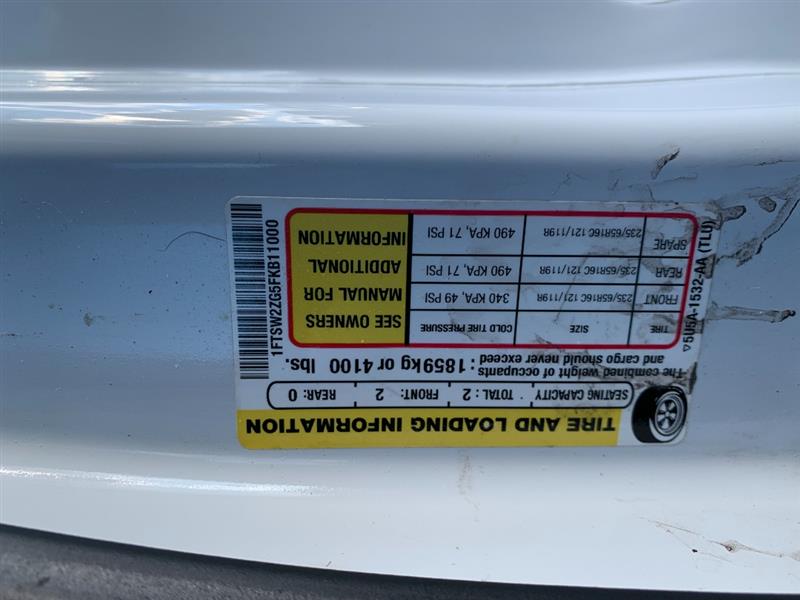 TIRE AND LOADING INFORMATION
SEATING CAPACITY TOTAL: 2 FRONT: 2 REAR: 0
The combined weight of occupants
and cargo should never exceed : 1859 kg or 4100 lbs.
TIRE SIZE COLD TIRE PRESSURE
FRONT 235/65R16C 121/119R 340 KPA, 49 PSI
REAR 235/65R16C 121/119R 490 KPA, 71 PSI
SPARE 235/65R16C 121/119R 490 KPA, 71 PSI
SEE OWNERS
MANUAL FOR
ADDITIONAL
INFORMATION
5U5A-1532-AA (TLU)
1FTSW2ZG5FKB11000